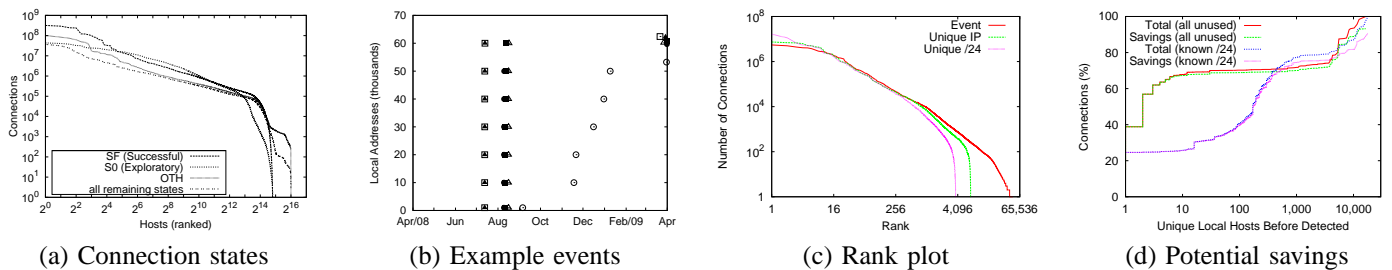 Connections
10^9
10^8
10^7
10^6
10^5
10^4
10^3
10^2
10^1
10^0
SF (Successful)
S0 (Exploratory)
OTH
all remaining states
2^0 2^2 2^4 2^6 2^8 2^10 2^12 2^14 2^16
Hosts (ranked)
(a) Connection states
Local Addresses (thousands)
70
60
50
40
30
20
10
0
Apr/08 Jun Aug Oct Dec Feb/09 Apr
(b) Example events
Number of Connections
10^8
10^6
10^4
10^2
1
Event
Unique IP
Unique /24
1 16 256 4,096 65,536
Rank
(c) Rank plot
Connections (%)
100
80
60
40
20
0
Total (all unused)
Savings (all unused)
Total (known /24)
Savings (known /24)
1 10 100 1,000 10,000
Unique Local Hosts Before Detected
(d) Potential savings